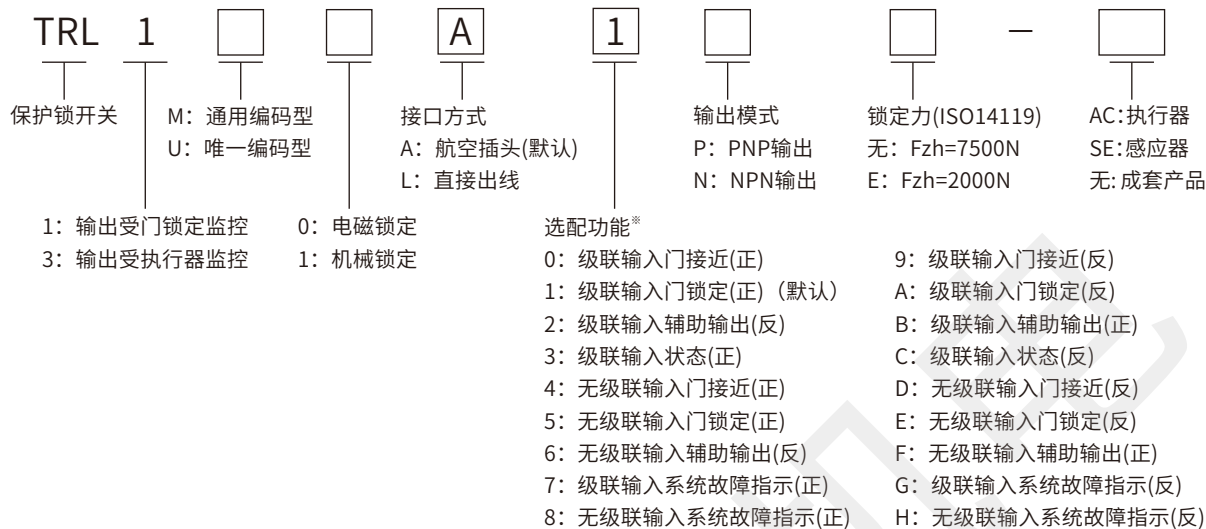 TRL 1 A 1 —
保护锁开关
M：通用编码型
U：唯一编码型
接口方式
A：航空插头(默认)
L：直接出线
输出模式
P：PNP输出
N：NPN输出
锁定力(ISO14119)
无：Fzh=7500N
E：Fzh=2000N
AC:执行器
SE:感应器
无: 成套产品
1：输出受门锁定监控
3：输出受执行器监控
0：电磁锁定
1：机械锁定
选配功能※
0：级联输入门接近(正)
1：级联输入门锁定(正)（默认）
2：级联输入辅助输出(反)
3：级联输入状态(正)
4：无级联输入门接近(正)
5：无级联输入门锁定(正)
6：无级联输入辅助输出(反)
7：级联输入系统故障指示(正)
8：无级联输入系统故障指示(正)
9：级联输入门接近(反)
A：级联输入门锁定(反)
B：级联输入辅助输出(正)
C：级联输入状态(反)
D：无级联输入门接近(反)
E：无级联输入门锁定(反)
F：无级联输入辅助输出(正)
G：级联输入系统故障指示(反)
H：无级联输入系统故障指示(反)